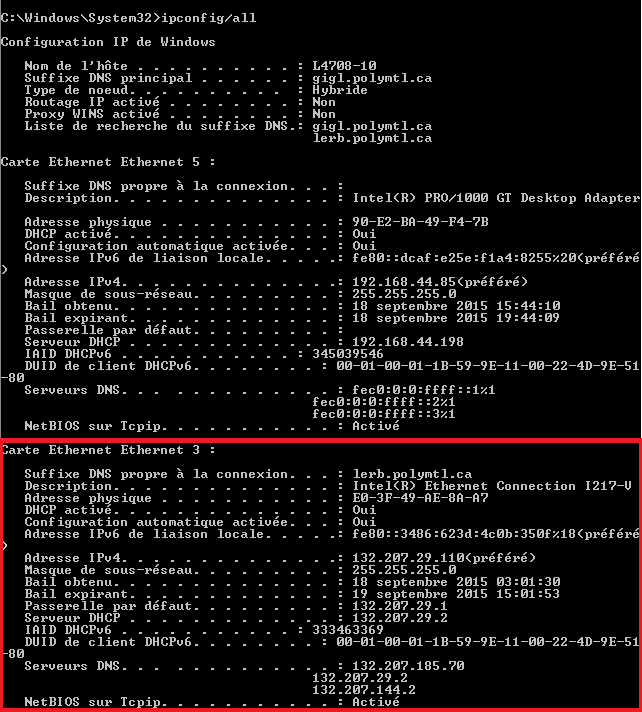 C:\Windows\System32>ipconfig/all
Configuration IP de Windows
Nom de l'hôte . . . . . . . . . . : L4708-10
Suffixe DNS principal . . . . . . : gigl.polymtl.ca
Type de noeud. . . . . . . . . . : Hybride
Routage IP activé . . . . . . . . : Non
Proxy WINS activé . . . . . . . . : Non
Liste de recherche du suffixe DNS.: gigl.polymtl.ca
lerb.polymtl.ca
Carte Ethernet Ethernet 5 :
Suffixe DNS propre à la connexion. . . :
Description. . . . . . . . . . . . . . : Intel(R) PRO/1000 GT Desktop Adapter
Adresse physique . . . . . . . . . . . : 90-E2-BA-49-F4-7B
DHCP activé. . . . . . . . . . . . . . : Oui
Configuration automatique activée. . . : Oui
Adresse IPv6 de liaison locale. . . . .: fe80::dcaf:e25e:f1a4:8255%20(préféré
)
Adresse IPv4. . . . . . . . . . . . . .: 192.168.44.85(préféré)
Masque de sous-réseau. . . . . . . . . : 255.255.255.0
Bail obtenu. . . . . . . . . . . . . . : 18 septembre 2015 15:44:10
Bail expirant. . . . . . . . . . . . . : 18 septembre 2015 19:44:09
Passerelle par défaut. . . . . . . . . :
Serveur DHCP . . . . . . . . . . . . . : 192.168.44.198
IAID DHCPv6 . . . . . . . . . . . : 345039546
DUID de client DHCPv6. . . . . . . . : 00-01-00-01-1B-59-9E-11-00-22-4D-9E-51
-80
Serveurs DNS. . . . . . . . . . . . . : fec0:0:0:ffff::1%1
fec0:0:0:ffff::2%1
fec0:0:0:ffff::3%1
NetBIOS sur Tcpip. . . . . . . . . . . : Activé
Carte Ethernet Ethernet 3 :
Suffixe DNS propre à la connexion. . . : lerb.polymtl.ca
Description. . . . . . . . . . . . . . : Intel(R) Ethernet Connection I217-V
Adresse physique . . . . . . . . . . . : E0-3F-49-AE-8A-A7
DHCP activé. . . . . . . . . . . . . . : Oui
Configuration automatique activée. . . : Oui
Adresse IPv6 de liaison locale. . . . .: fe80::3486:623d:4c0b:350f%18(préféré
)
Adresse IPv4. . . . . . . . . . . . . .: 132.207.29.110(préféré)
Masque de sous-réseau. . . . . . . . . : 255.255.255.0
Bail obtenu. . . . . . . . . . . . . . : 18 septembre 2015 03:01:30
Bail expirant. . . . . . . . . . . . . : 19 septembre 2015 15:01:53
Passerelle par défaut. . . . . . . . . : 132.207.29.1
Serveur DHCP . . . . . . . . . . . . . : 132.207.29.2
IAID DHCPv6 . . . . . . . . . . . : 333463369
DUID de client DHCPv6. . . . . . . . : 00-01-00-01-1B-59-9E-11-00-22-4D-9E-51
-80
Serveurs DNS. . . . . . . . . . . . . : 132.207.185.70
132.207.29.2
132.207.144.2
NetBIOS sur Tcpip. . . . . . . . . . . : Activé